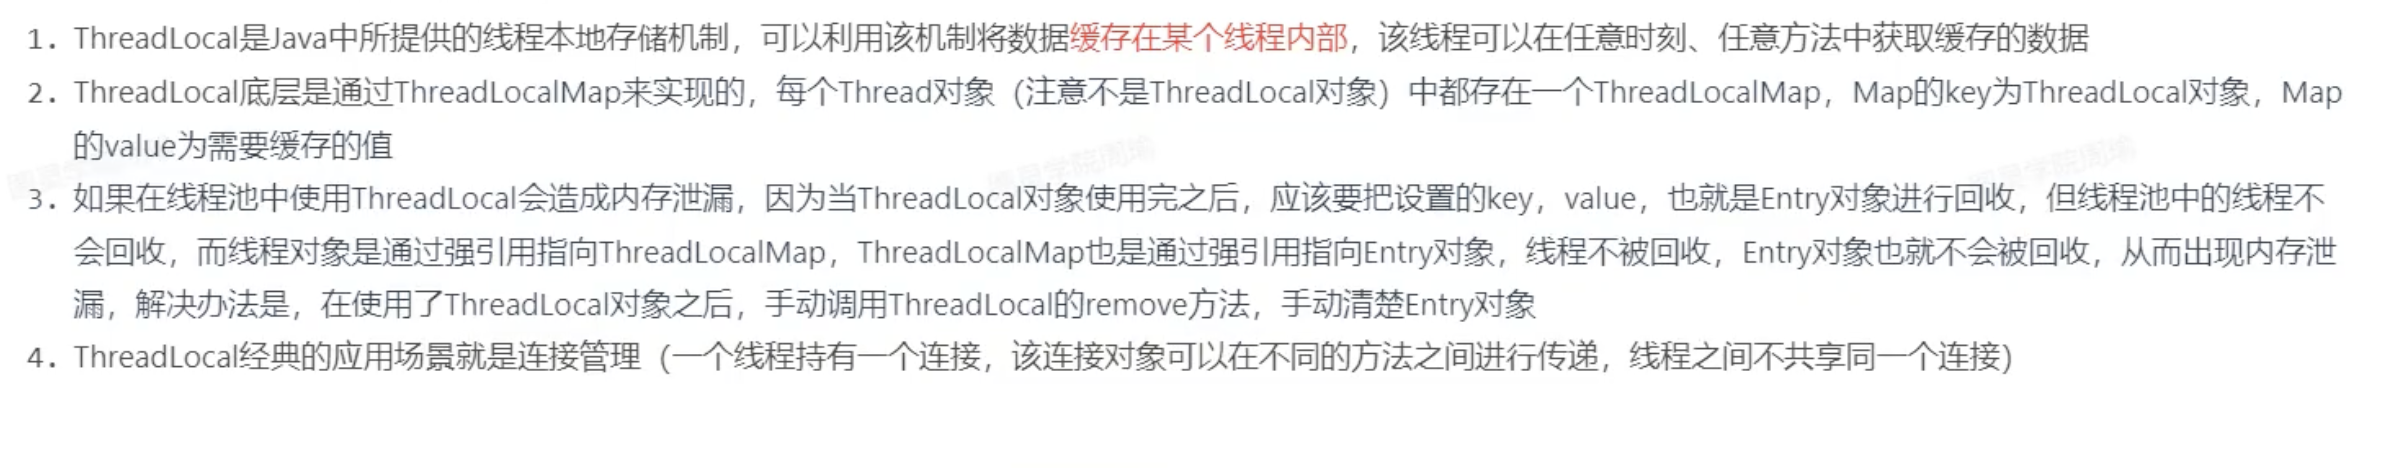 1. ThreadLocal是Java中所提供的线程本地存储机制，可以利用该机制将数据缓存在某个线程内部，该线程可以在任意时刻、任意方法中获取缓存的数据
2. ThreadLocal底层是通过ThreadLocalMap来实现的，每个Thread对象（注意不是ThreadLocal对象）中都存在一个ThreadLocalMap，Map的key为ThreadLocal对象，Map
的value为需要缓存的值
3. 如果在线程池中使用ThreadLocal会造成内存泄漏，因为当ThreadLocal对象使用完之后，应该要把设置的key，value，也就是Entry对象进行回收，但线程池中的线程不
会回收，而线程对象是通过强引用指向ThreadLocalMap，ThreadLocalMap也是通过强引用指向Entry对象，线程不被回收，Entry对象也就不会被回收，从而出现内存泄
漏，解决办法是，在使用了ThreadLocal对象之后，手动调用ThreadLocal的remove方法，手动清楚Entry对象
4. ThreadLocal经典的应用场景就是连接管理（一个线程持有一个连接，该连接对象可以在不同的方法之间进行传递，线程之间不共享同一个连接）